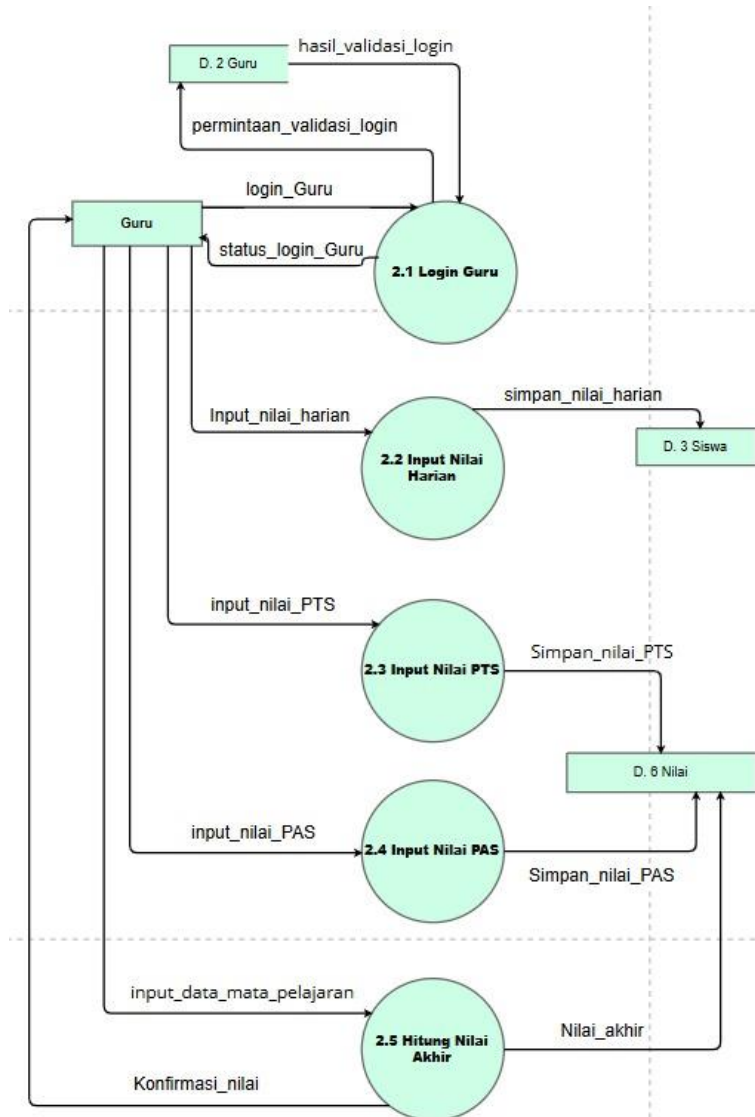 hasil_validasi_login
D. 2 Guru
permintaan_validasi_login
login_Guru
Guru
status_login_Guru
2.1 Login Guru
Input_nilai_harian
simpan_nilai_harian
2.2 Input Nilai
Harian
D. 3 Siswa
input_nilai_PTS
2.3 Input Nilai PTS
Simpan_nilai_PTS
D. 6 Nilai
input_nilai_PAS
2.4 Input Nilai PAS
Simpan_nilai_PAS
input_data_mata_pelajaran
2.5 Hitung Nilai
Akhir
Nilai_akhir
Konfirmasi_nilai